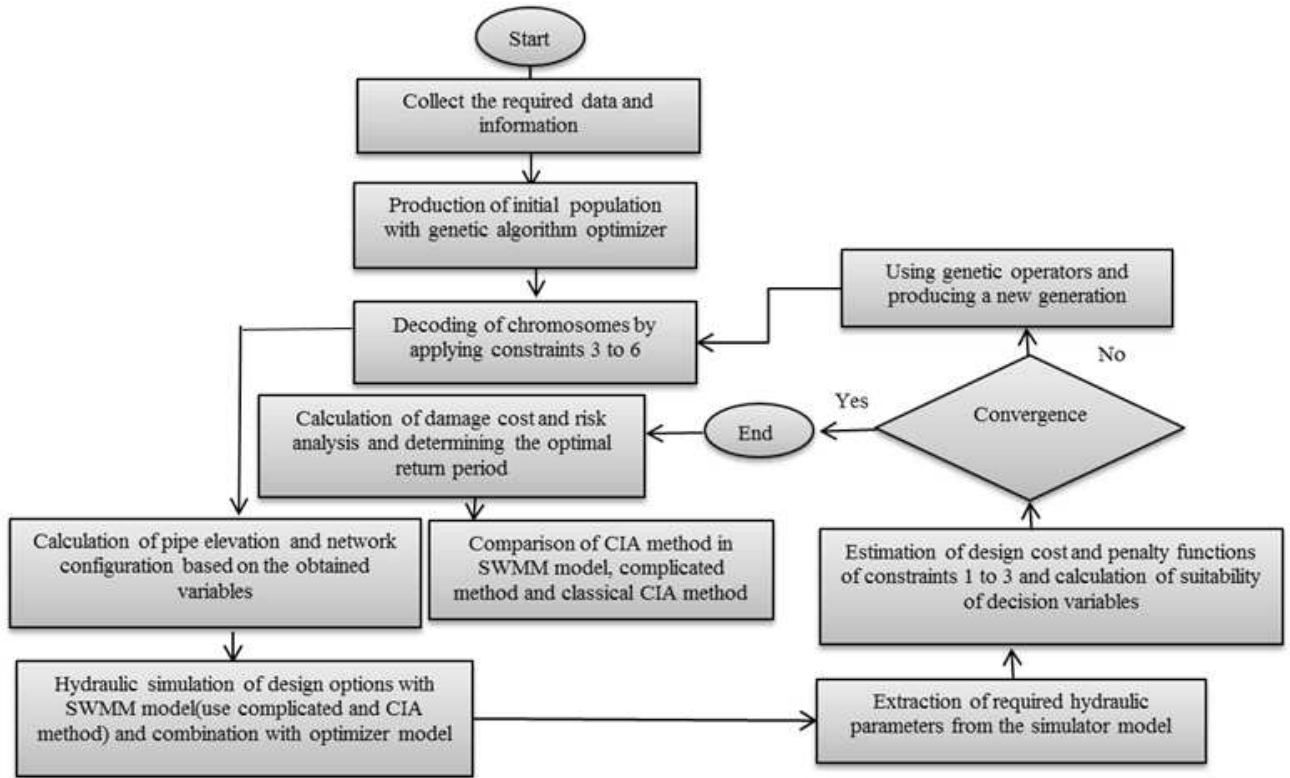 Start
Collect the required data and
information
Production of initial population
with genetic algorithm optimizer
Using genetic operators and
producing a new generation
Decoding of chromosomes by
applying constraints 3 to 6
No
Yes
Convergence
End
Calculation of damage cost and risk
analysis and determining the optimal
return period
Calculation of pipe elevation and network
configuration based on the obtained
variables
Comparison of CIA method in
SWMM model, complicated
method and classical CIA method
Estimation of design cost and penalty functions
of constraints 1 to 3 and calculation of suitability
of decision variables
Hydraulic simulation of design options with
SWMM model(use complicated and CIA
method) and combination with optimizer model
Extraction of required hydraulic
parameters from the simulator model